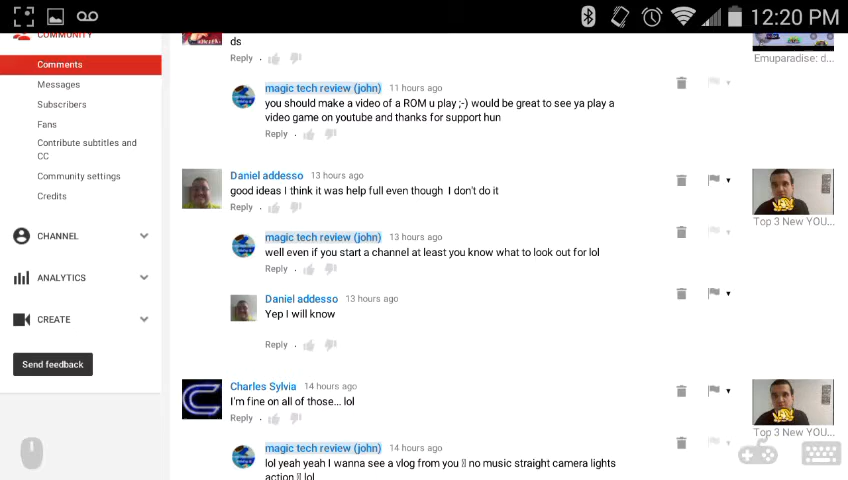 12:20 PM
COMMUNITY
Comments
Messages
Subscribers
Fans
Contribute subtitles and
CC
Community settings
Credits
CHANNEL
ANALYTICS
CREATE
Send feedback
ds
Reply .
Emuparadise: d...
magic tech review (john) 11 hours ago
you should make a video of a ROM u play ;-) would be great to see ya play a
video game on youtube and thanks for support hun
Reply .
Daniel addesso 13 hours ago
good ideas I think it was help full even though I don't do it
Reply .
Top 3 New YOU...
magic tech review (john) 13 hours ago
well even if you start a channel at least you know what to look out for lol
Reply .
Daniel addesso 13 hours ago
Yep I will know
Reply .
Charles Sylvia 14 hours ago
I'm fine on all of those... lol
Reply .
Top 3 New YOU...
magic tech review (john) 14 hours ago
lol yeah yeah I wanna see a vlog from you no music straight camera lights
action lol